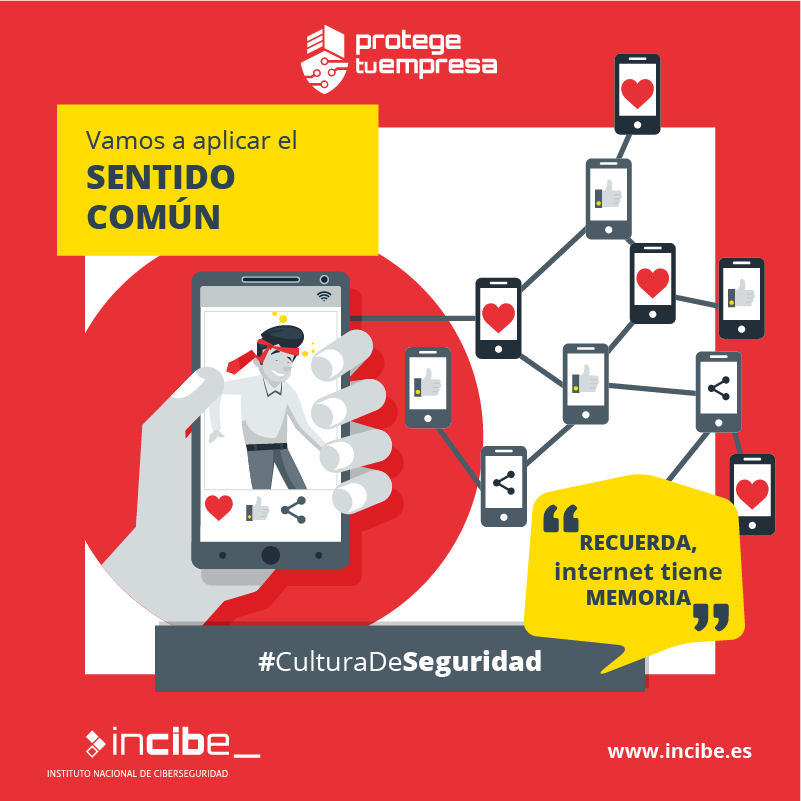 protege
tuempresa
Vamos a aplicar el
SENTIDO
COMÚN
“
RECUERDA,
internet tiene
MEMORIA
”
#CulturaDeSeguridad
incibe_
INSTITUTO NACIONAL DE CIBERSEGURIDAD
www.incibe.es